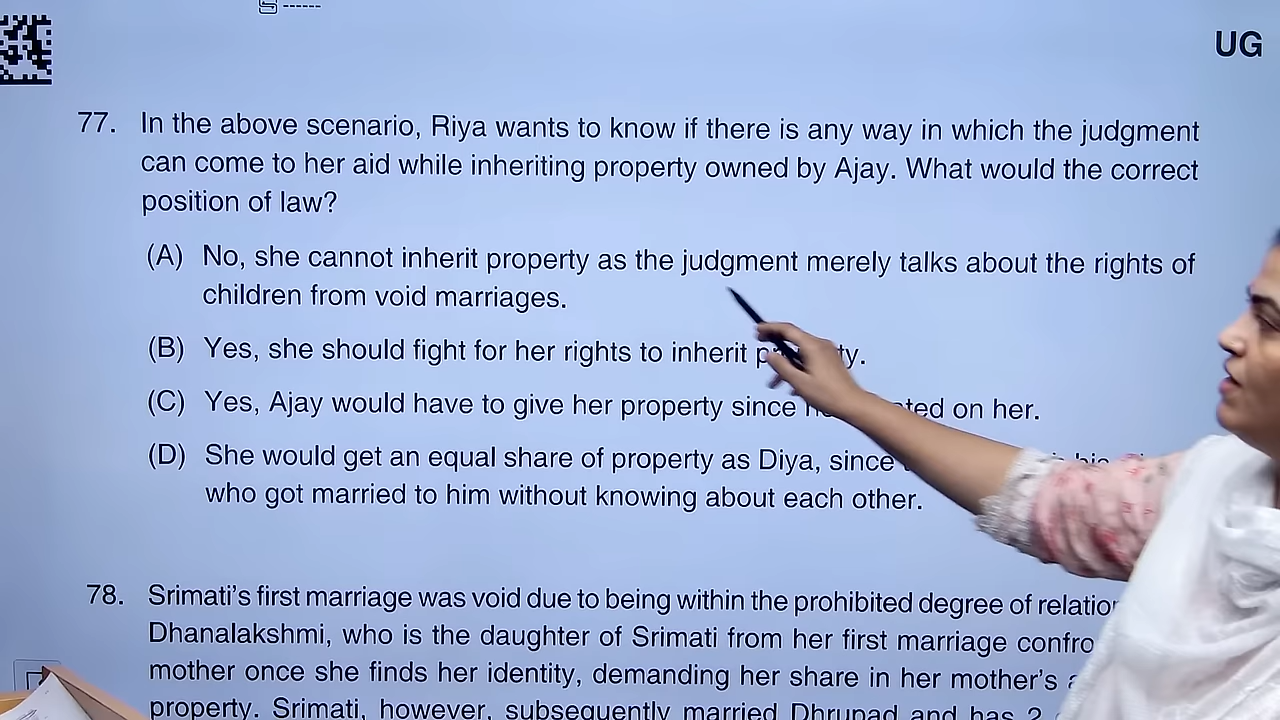 UG
77. In the above scenario, Riya wants to know if there is any way in which the judgment
can come to her aid while inheriting property owned by Ajay. What would the correct
position of law?
(A) No, she cannot inherit property as the judgment merely talks about the rights of
children from void marriages.
(B) Yes, she should fight for her rights to inherit
(C) Yes, Ajay would have to give her property since on her.
(D) She would get an equal share of property as Diya, since
who got married to him without knowing about each other.
78. Srimati's first marriage was void due to being within the prohibited degree of
Dhanalakshmi, who is the daughter of Srimati from her first marriage
mother once she finds her identity, demanding her share in her mother's
property. Srimati, however, subsequently married Dhrupad and has 2